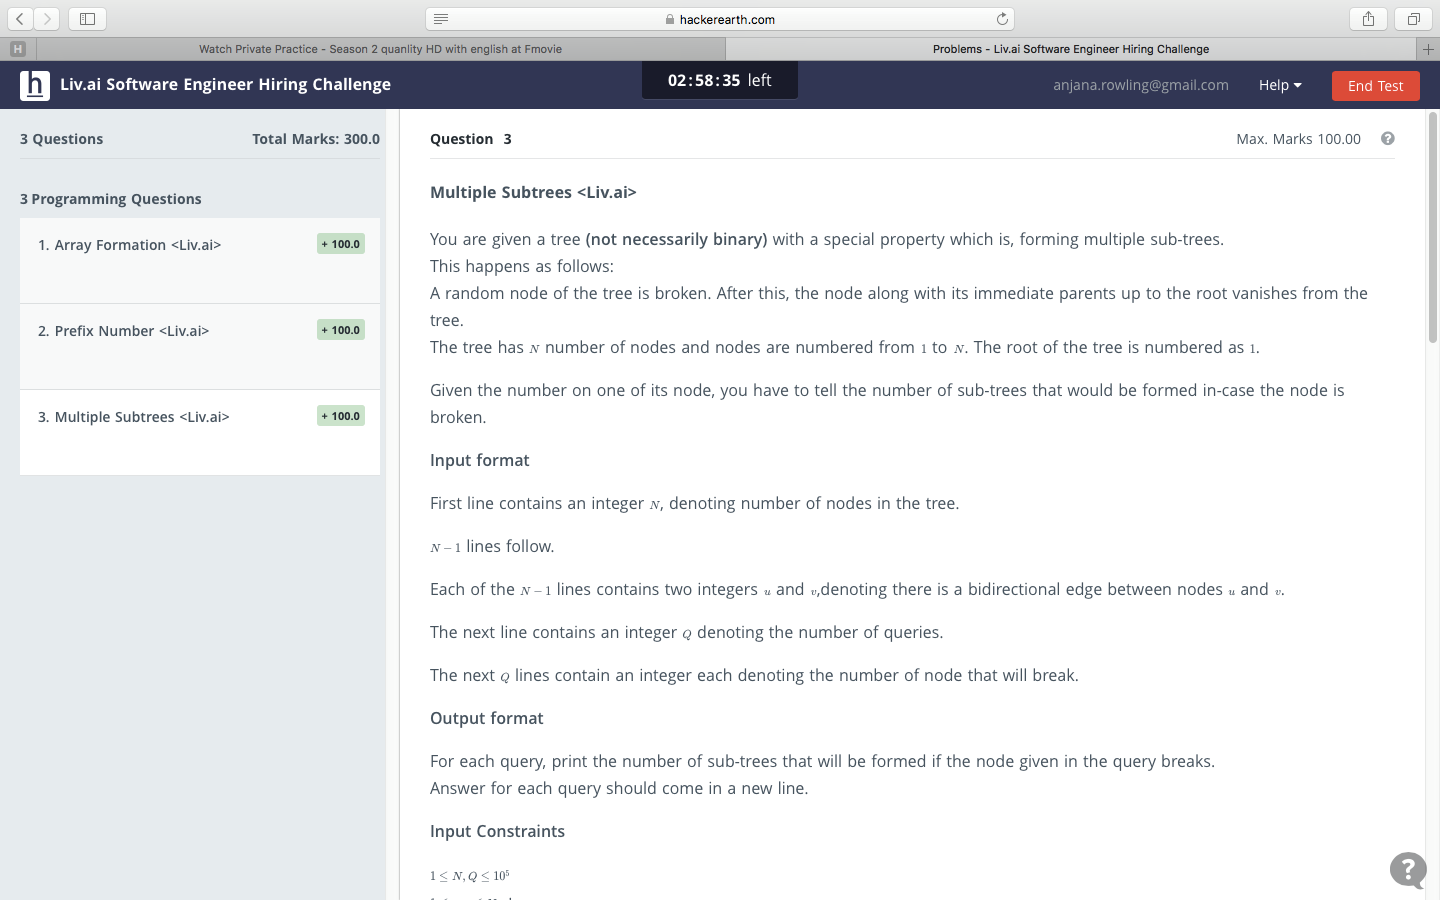 hackerearth.com
H
Watch Private Practice - Season 2 quanlity HD with english at Fmovie
Problems - Liv.ai Software Engineer Hiring Challenge
h
Liv.ai Software Engineer Hiring Challenge
02:58:35 left
anjana.rowling@gmail.com
Help
End Test
3 Questions
Total Marks: 300.0
3 Programming Questions
1. Array Formation <Liv.ai>
+ 100.0
2. Prefix Number <Liv.ai>
+ 100.0
3. Multiple Subtrees <Liv.ai>
+ 100.0
Question 3
Max. Marks 100.00
?
Multiple Subtrees <Liv.ai>
You are given a tree (not necessarily binary) with a special property which is, forming multiple sub-trees.
This happens as follows:
A random node of the tree is broken. After this, the node along with its immediate parents up to the root vanishes from the
tree.
The tree has N number of nodes and nodes are numbered from 1 to N. The root of the tree is numbered as 1.
Given the number on one of its node, you have to tell the number of sub-trees that would be formed in-case the node is
broken.
Input format
First line contains an integer N, denoting number of nodes in the tree.
N − 1 lines follow.
Each of the N − 1 lines contains two integers u and v,denoting there is a bidirectional edge between nodes u and v.
The next line contains an integer Q denoting the number of queries.
The next Q lines contain an integer each denoting the number of node that will break.
Output format
For each query, print the number of sub-trees that will be formed if the node given in the query breaks.
Answer for each query should come in a new line.
Input Constraints
1 ≤ N, Q ≤ 10⁵
?